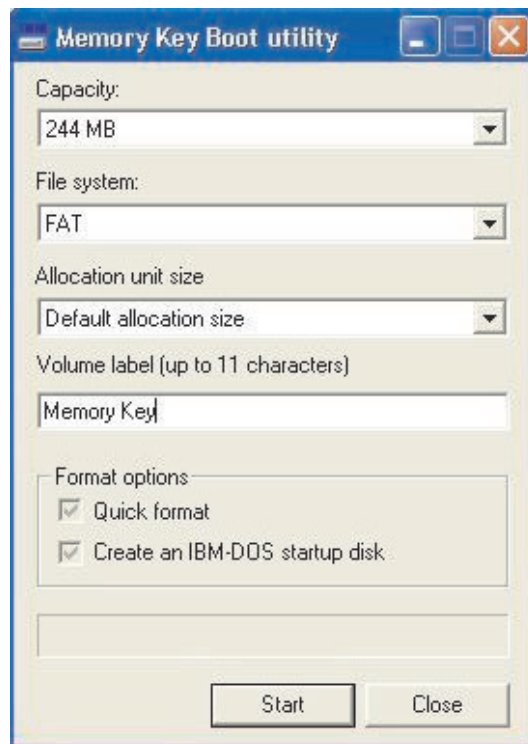 Memory Key Boot utility
Capacity:
244 MB
File system:
FAT
Allocation unit size
Default allocation size
Volume label (up to 11 characters)
Memory Key
Format options
Quick format
Create an IBM-DOS startup disk
Start Close